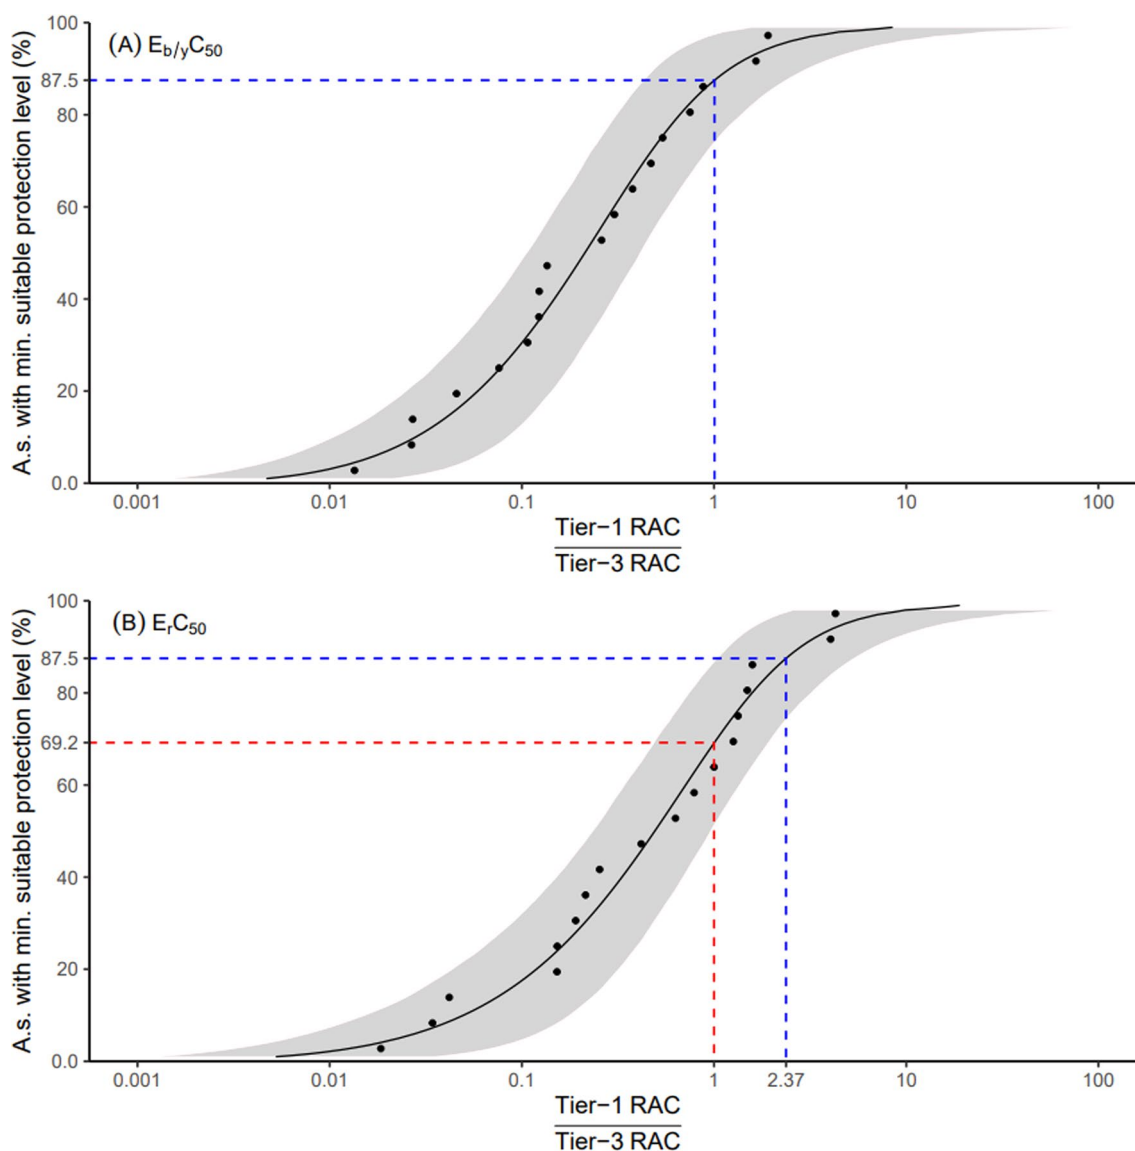 (A) Eb/yC50
A.s. with min. suitable protection level (%)
100
87.5
80
60
40
20
0.0
0.001 0.01 0.1 1 10 100
Tier−1 RAC
Tier−3 RAC
(B) ErC50
A.s. with min. suitable protection level (%)
100
87.5
80
69.2
60
40
20
0.0
0.001 0.01 0.1 1 2.37 10 100
Tier−1 RAC
Tier−3 RAC